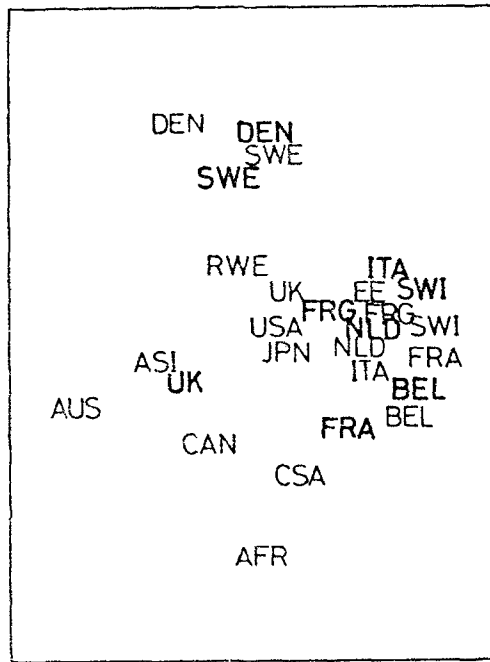 DEN
DEN
SWE
SWE
RWE
ITA
UK
EE
SWI
FRG
FRG
USA
NLD
SWI
JPN
NLD
FRA
ASI
ITA
UK
BEL
AUS
BEL
FRA
CAN
CSA
AFR